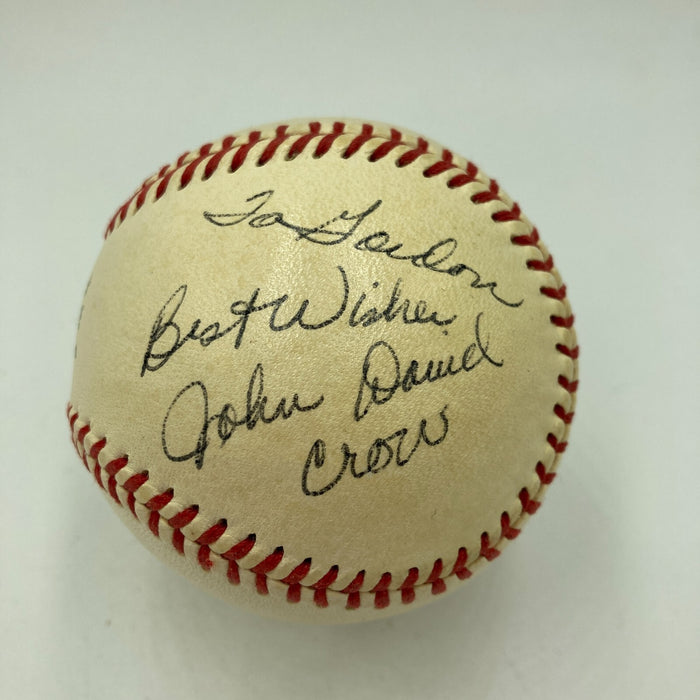 To Gordon
Best Wishes
John David
Crow